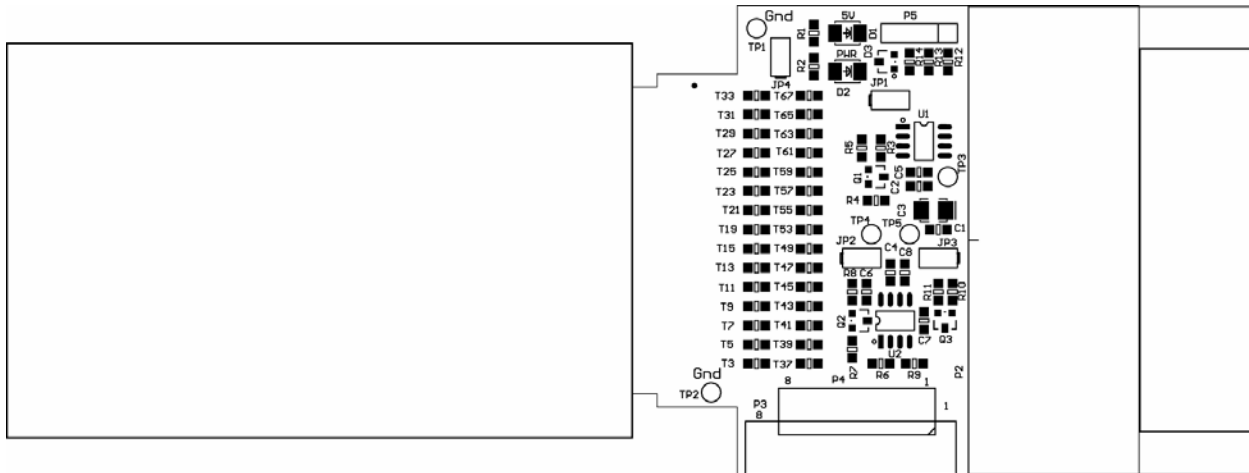 Gnd
5V
P5
R1
D1
TP1
R2
PWR
D3
R14
R13
R12
JP4
D2
JP1
T33
T67
T31
T65
U1
T29
T63
T27
T61
R5
R3
TP3
T25
T59
Q1
C5
T23
T57
C2
R4
T21
T55
C3
TP4
TP5
T19
T53
C1
JP2
JP3
T15
T49
C4
C8
T13
T47
R8
C6
T11
T45
R11
R10
T9
T43
Q2
T7
T41
C7
Q3
T5
T39
U2
T3
T37
R7
R6
R9
P2
Gnd
TP2
8
P4
1
P3
8
1